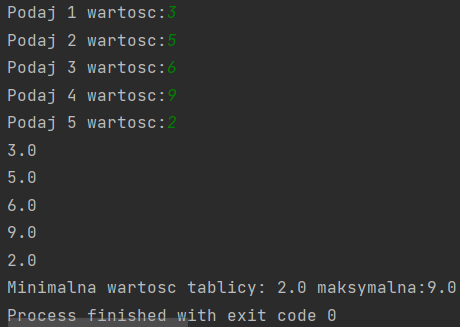 Podaj 1 wartosc:3
Podaj 2 wartosc:5
Podaj 3 wartosc:6
Podaj 4 wartosc:9
Podaj 5 wartosc:2
3.0
5.0
6.0
9.0
2.0
Minimalna wartosc tablicy: 2.0 maksymalna:9.0
Process finished with exit code 0